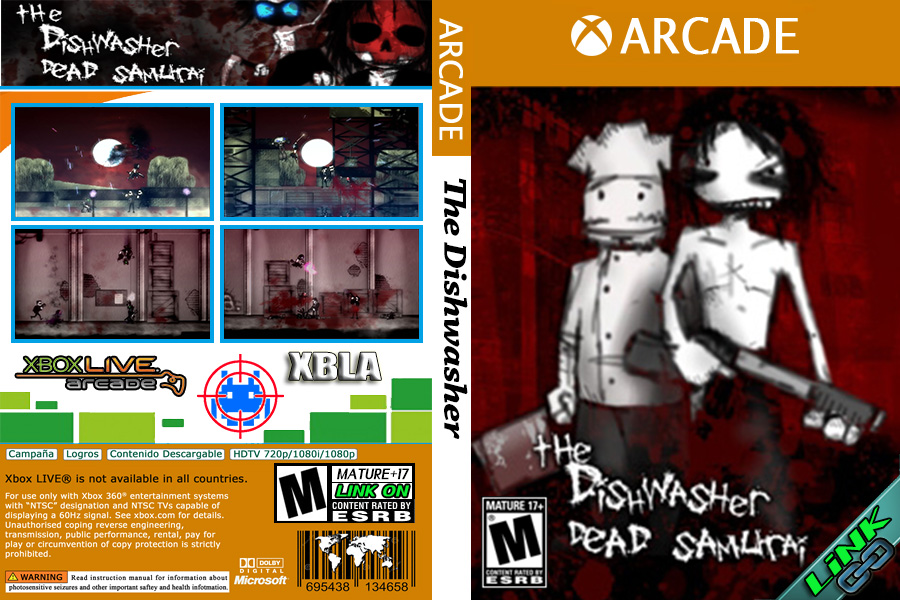 the
Dishwasher
Dead Samurai
XBOX LIVE
arcade
XBLA
Campaña Logros Contenido Descargable HDTV 720p/1080i/1080p
Xbox LIVE® is not available in all countries.
For use only with Xbox 360® entertainment systems
with "NTSC" designation and NTSC TVs capable of
displaying a 60Hz signal. See xbox.com for details.
Unauthorised coping reverse engineering,
transmission, public performance, rental, pay for
play or circumvention of copy protection is strictly
prohibited.
WARNING Read instruction manual for information about
photosensitive seizures and other important saftey and health infotmation.
M
MATURE+17
LINK ON
CONTENT RATED BY
ESRB
DOLBY
DIGITAL
Microsoft
695438 134658
ARCADE
The Dishwasher
ARCADE
the
Dishwasher
Dead Samurai
MATURE 17+
M
CONTENT RATED BY
ESRB
LiNK